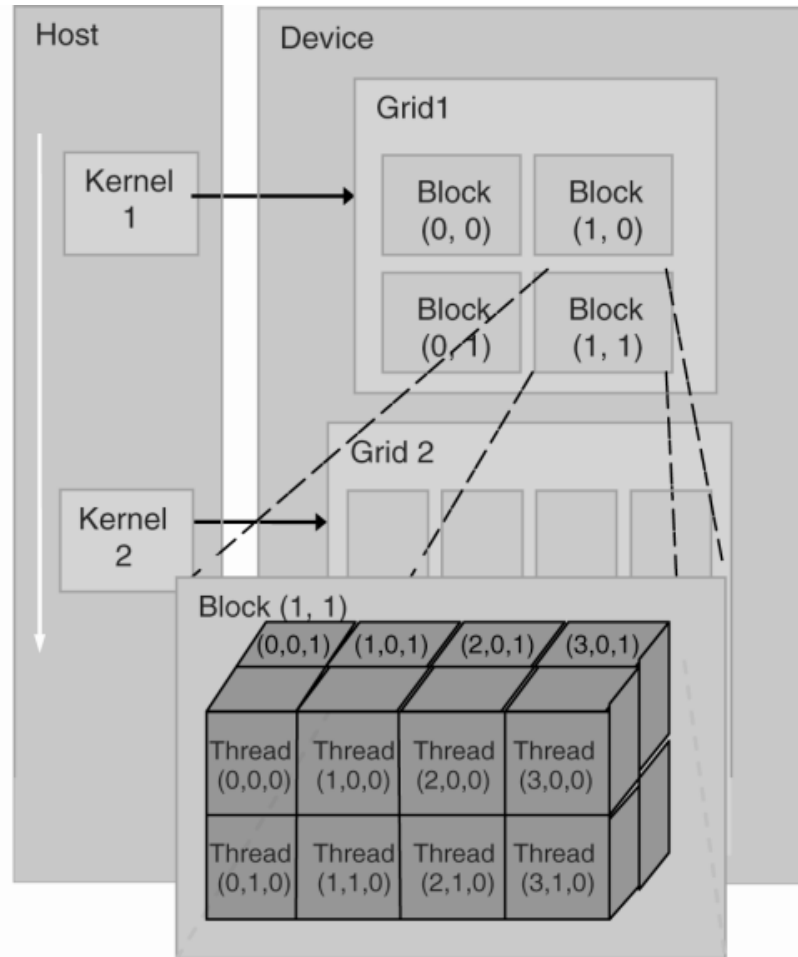 Host
Device
Grid1
Kernel
1
Block
(0, 0)
Block
(1, 0)
Block
(0, 1)
Block
(1, 1)
Grid 2
Kernel
2
Block (1, 1)
(0,0,1)
(1,0,1)
(2,0,1)
(3,0,1)
Thread
(0,0,0)
Thread
(1,0,0)
Thread
(2,0,0)
Thread
(3,0,0)
Thread
(0,1,0)
Thread
(1,1,0)
Thread
(2,1,0)
Thread
(3,1,0)